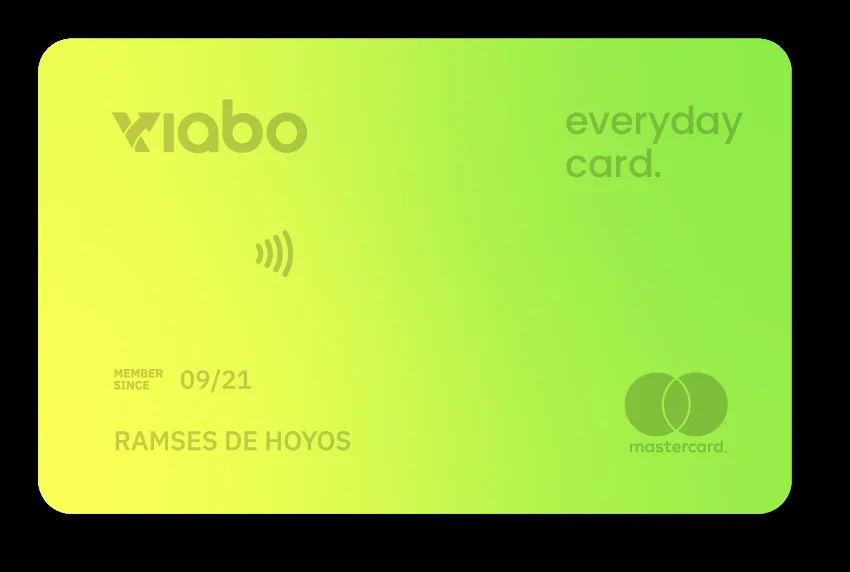 viabo
everyday
card.
MEMBER
SINCE
09/21
RAMSES DE HOYOS
mastercard.